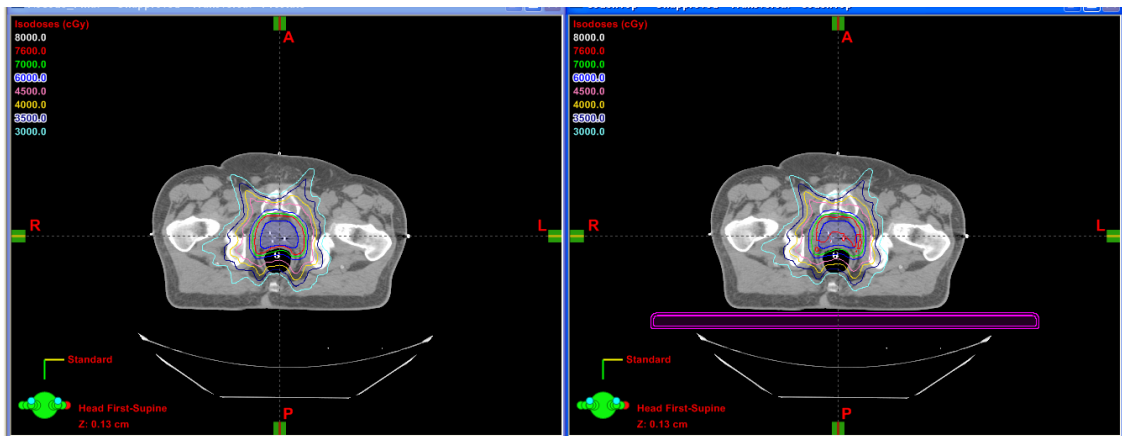 Isodoses (cGy)
8000.0
7600.0
7000.0
6000.0
4500.0
4000.0
3500.0
3000.0
A
R
L
P
Standard
Head First-Supine
Z: 0.13 cm
Isodoses (cGy)
8000.0
7600.0
7000.0
6000.0
4500.0
4000.0
3500.0
3000.0
A
R
L
P
Standard
Head First-Supine
Z: 0.13 cm